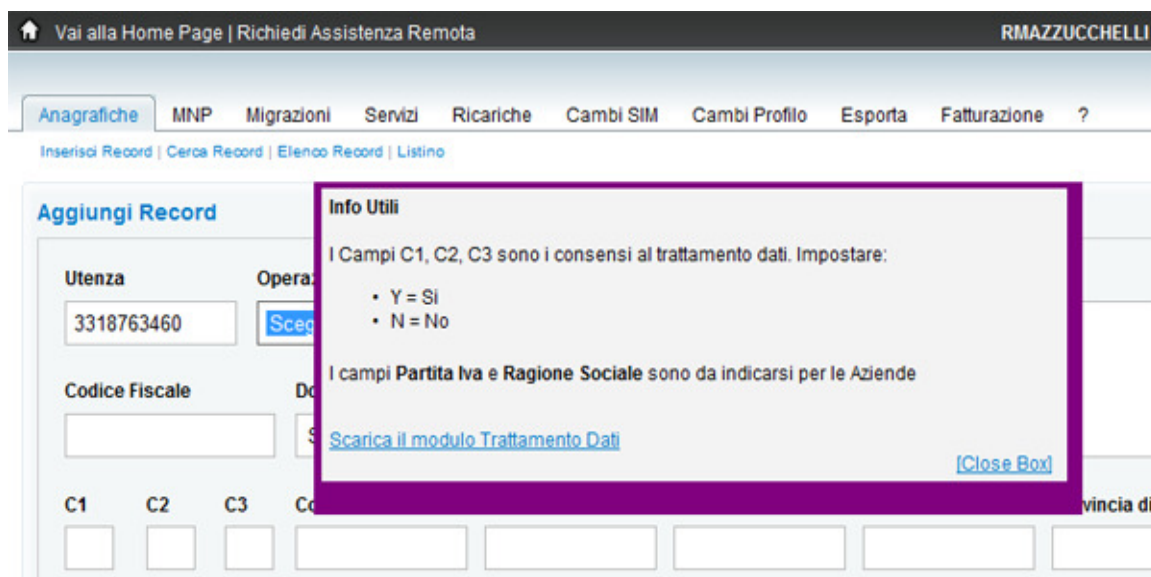 Vai alla Home Page | Richiedi Assistenza Remota RMAZZUCCHELLI
Anagrafiche MNP Migrazioni Servizi Ricariche Cambi SIM Cambi Profilo Esporta Fatturazione ?
Inserisci Record | Cerca Record | Elenco Record | Listino
Aggiungi Record
Info Utili
I Campi C1, C2, C3 sono i consensi al trattamento dati. Impostare:
• Y = Si
• N = No
I campi Partita Iva e Ragione Sociale sono da indicarsi per le Aziende
Scarica il modulo Trattamento Dati
[Close Box]
Utenza
3318763460
Codice Fiscale
C1 C2 C3